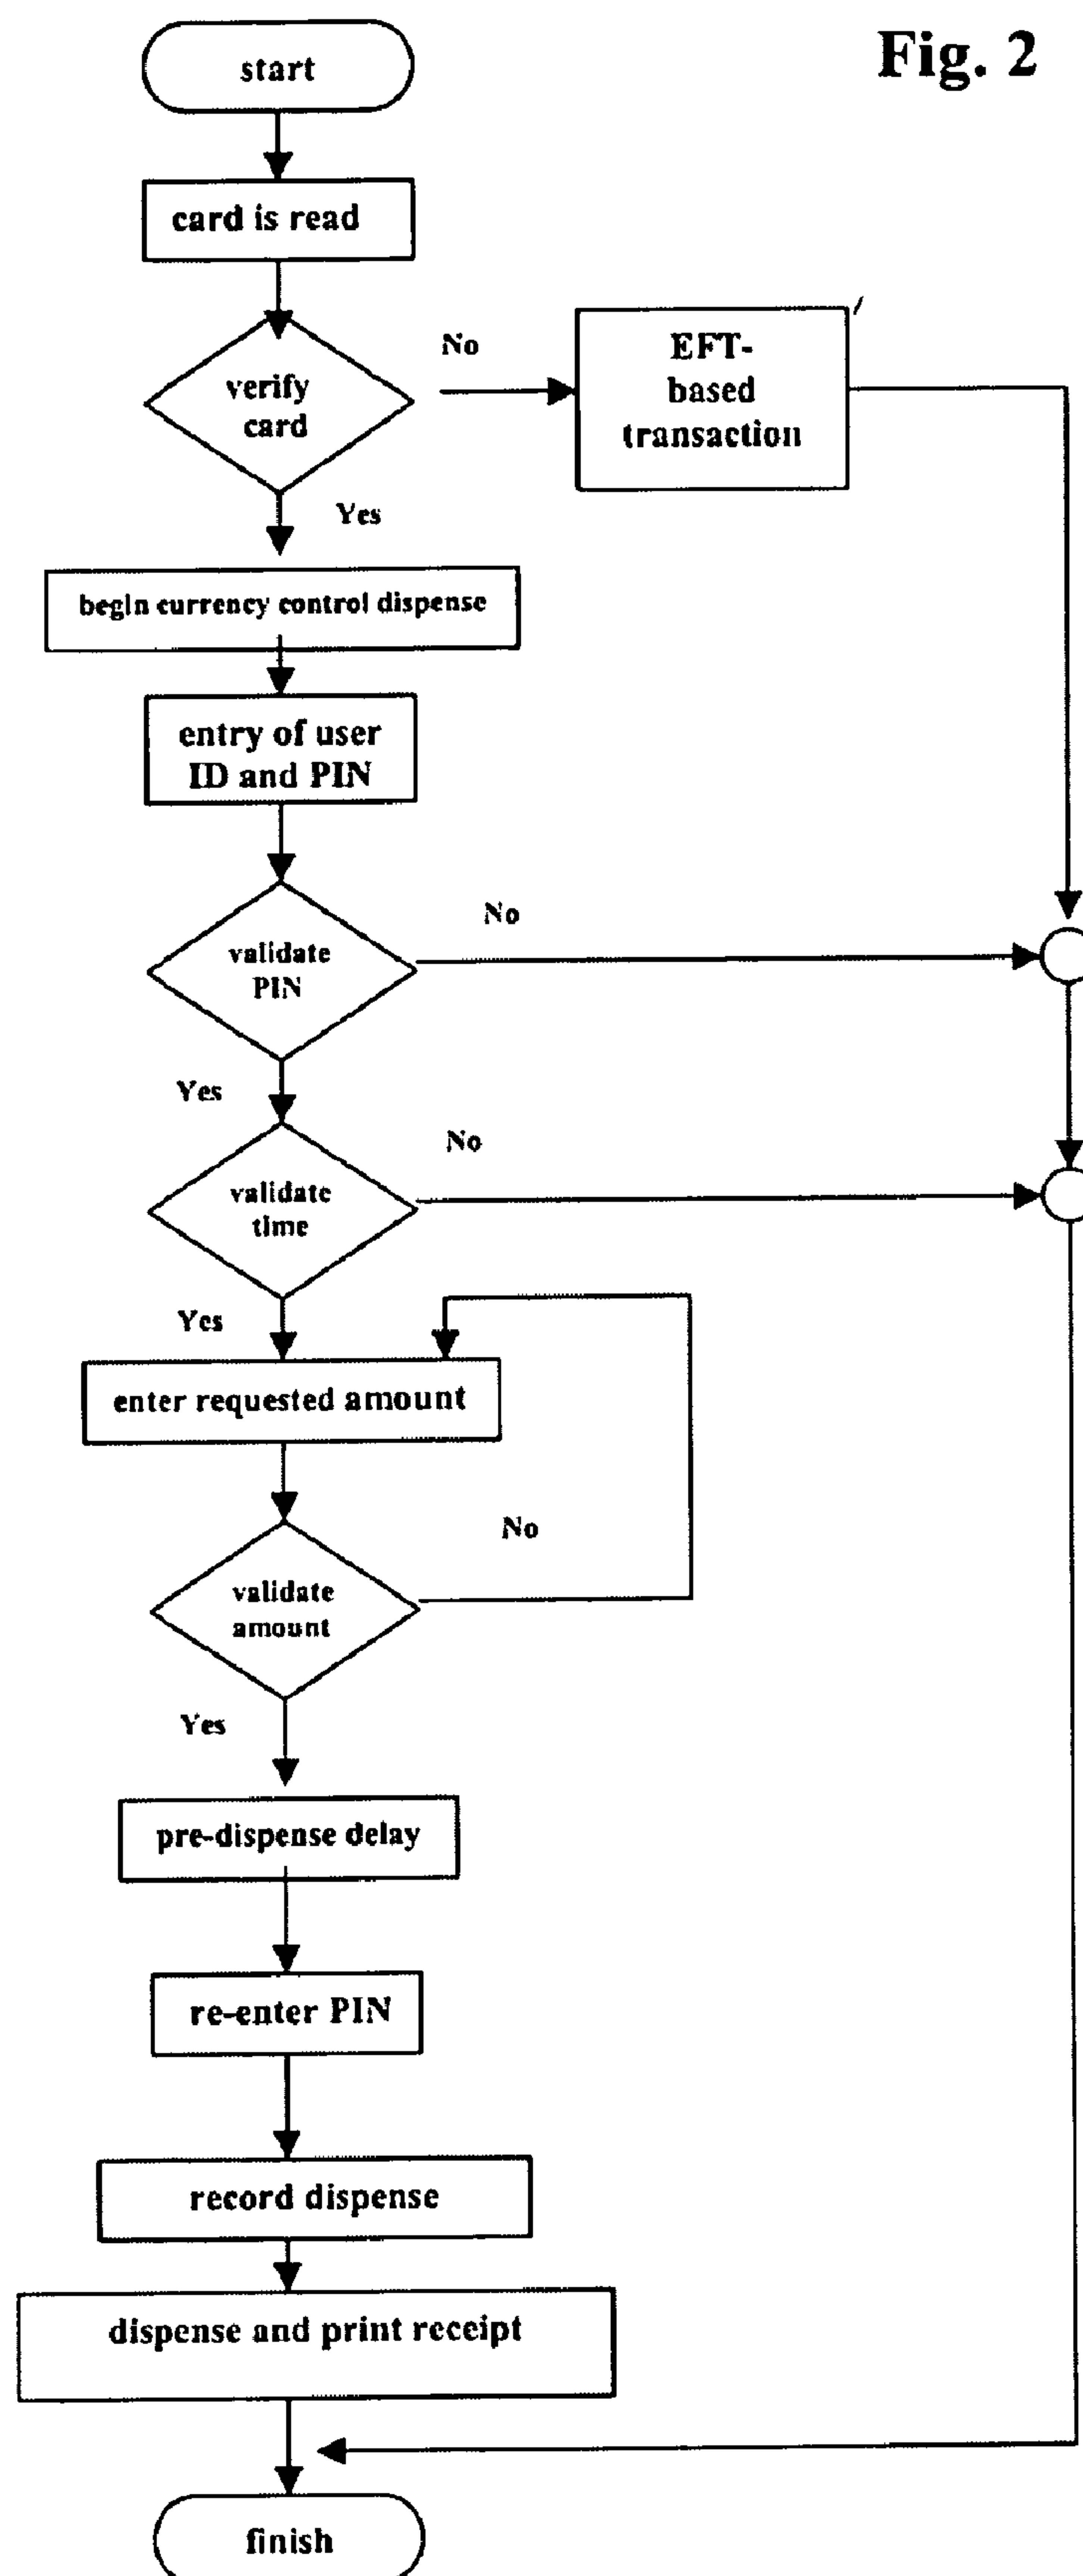 Fig. 2
start
card is read
verify
card
No
EFT-
based
transaction
Yes
begin currency control dispense
entry of user
ID and PIN
validate
PIN
No
Yes
validate
time
No
Yes
enter requested amount
validate
amount
No
Yes
pre-dispense delay
re-enter PIN
record dispense
dispense and print receipt
finish